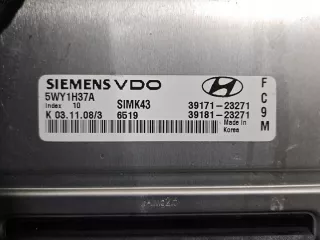 SIEMENS VDO
5WY1H37A
Index 10 SIMK43 39171-23271
K 03.11.08/3 6519 39181-23271
Made in
Korea
F
C
9
M